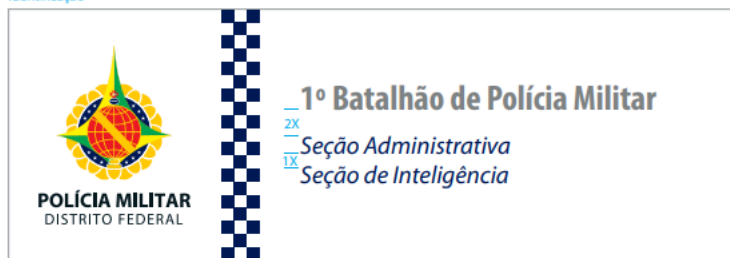 1º Batalhão de Polícia Militar
2X
Seção Administrativa
1X
Seção de Inteligência
POLÍCIA MILITAR
DISTRITO FEDERAL